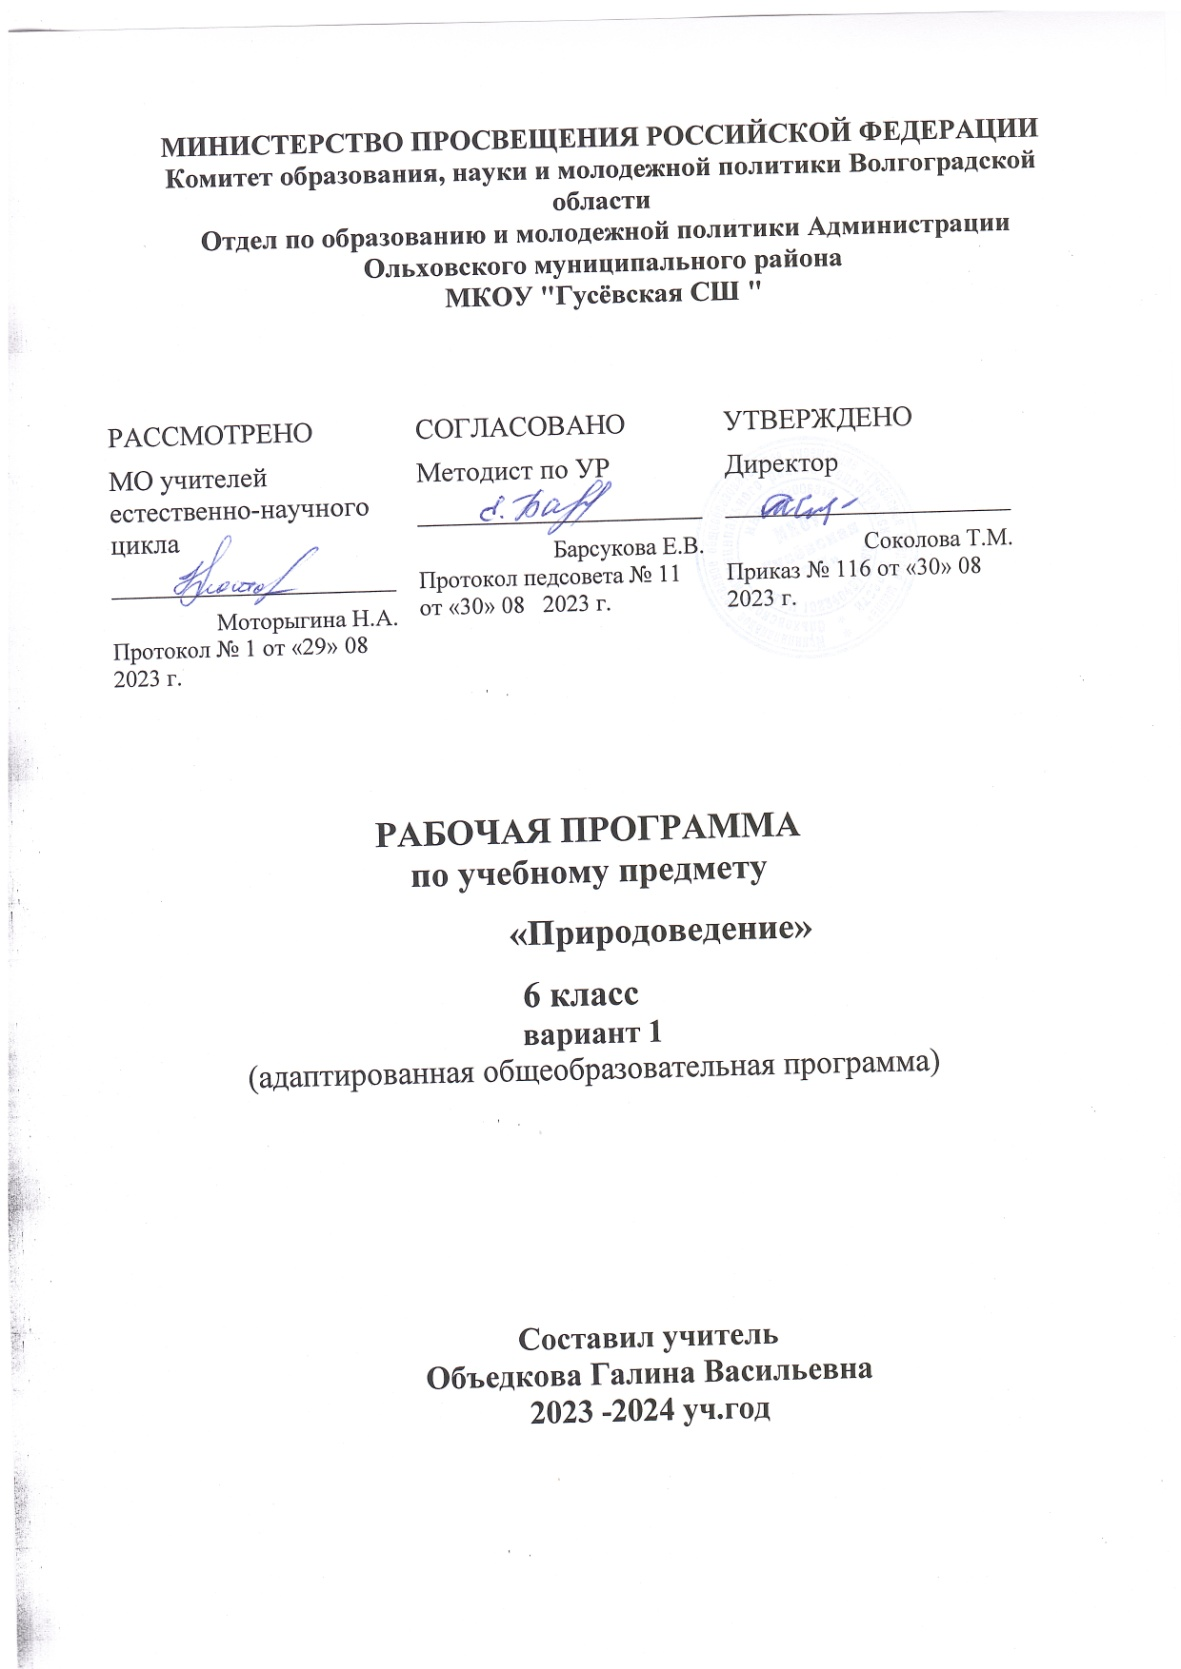 МИНИСТЕРСТВО ПРОСВЕЩЕНИЯ РОССИЙСКОЙ ФЕДЕРАЦИИ
Комитет образования, науки и молодежной политики Волгоградской
области
Отдел по образованию и молодежной политики Администрации
Ольховского муниципального района
МКОУ "Гусёвская СШ "
РАССМОТРЕНО
МО учителей
естественно-научного
цикла
Моторыгина Н.А.
Протокол № 1 от «29» 08
2023 г.
СОГЛАСОВАНО
Методист по УР
Барсукова Е.В.
Протокол педсовета № 11
от «30» 08 2023 г.
УТВЕРЖДЕНО
Директор
Соколова Т.М.
Приказ № 116 от «30» 08
2023 г.
РАБОЧАЯ ПРОГРАММА
по учебному предмету
«Природоведение»
6 класс
вариант 1
(адаптированная общеобразовательная программа)
Составил учитель
Объедкова Галина Васильевна
2023 -2024 уч.год